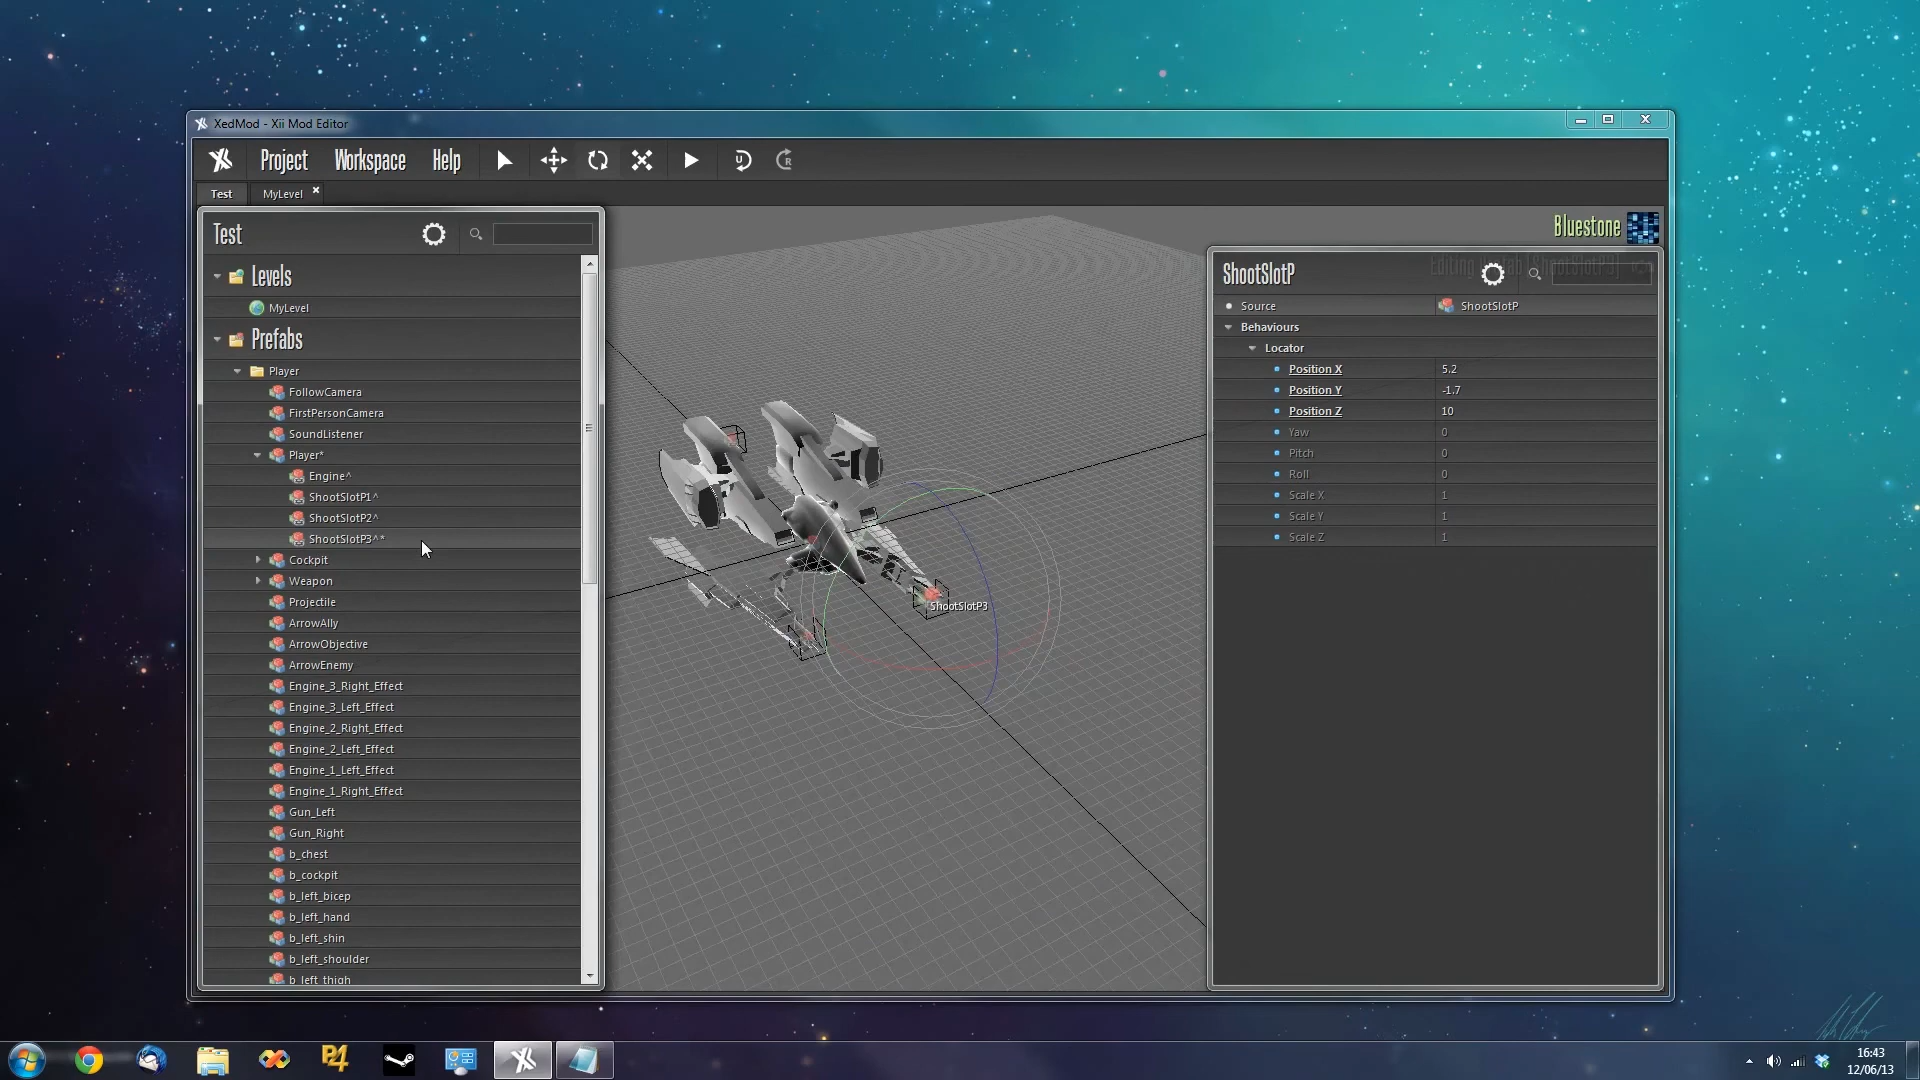 XedMod - Xii Mod Editor
Project Workspace Help
Test MyLevel
Test
Levels
MyLevel
Prefabs
Player
FollowCamera
FirstPersonCamera
SoundListener
Player*
Engine^
ShootSlotP1^
ShootSlotP2^
ShootSlotP3^*
Cockpit
Weapon
Projectile
ArrowAlly
ArrowObjective
ArrowEnemy
Engine_3_Right_Effect
Engine_3_Left_Effect
Engine_2_Right_Effect
Engine_2_Left_Effect
Engine_1_Left_Effect
Engine_1_Right_Effect
Gun_Left
Gun_Right
b_chest
b_cockpit
b_left_bicep
b_left_hand
b_left_shin
b_left_shoulder
b_left_thigh
ShootSlotP3
Bluestone
ShootSlotP
Source ShootSlotP
Behaviours
Locator
Position X 5.2
Position Y -1.7
Position Z 10
Yaw 0
Pitch 0
Roll 0
Scale X 1
Scale Y 1
Scale Z 1
P4
16:43
12/06/13